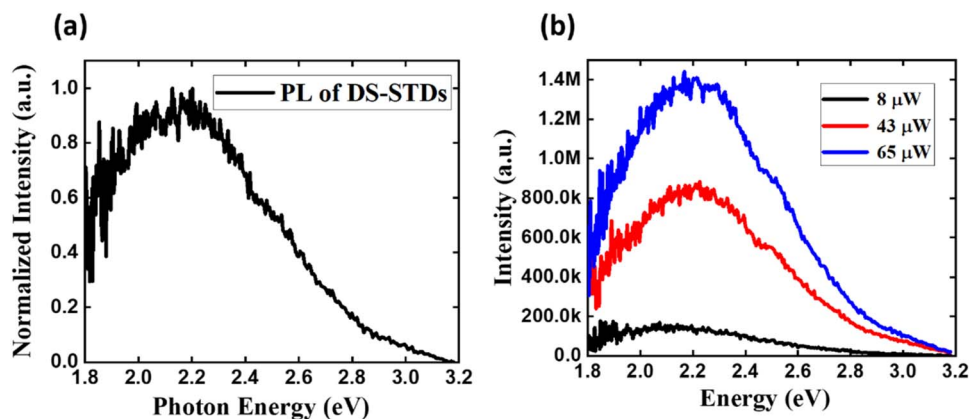 (a)
Normalized Intensity (a.u.)
1.0
0.8
0.6
0.4
0.2
0.0
PL of DS-STDs
1.8 2.0 2.2 2.4 2.6 2.8 3.0 3.2
Photon Energy (eV)
(b)
Intensity (a.u.)
1.4M
1.2M
1.0M
800.0k
600.0k
400.0k
200.0k
0.0
8 μW
43 μW
65 μW
1.8 2.0 2.2 2.4 2.6 2.8 3.0 3.2
Energy (eV)